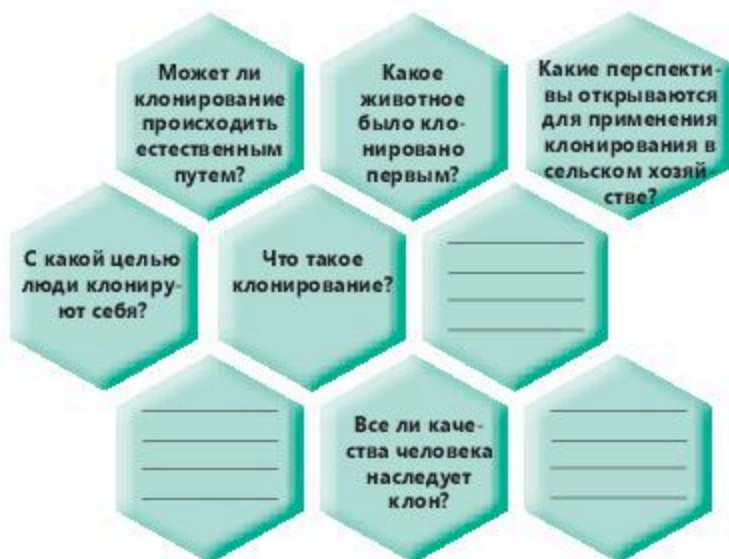 Может ли
клонирование
происходить
естественным
путем?
Какое
животное
было кло-
нировано
первым?
Какие перспекти-
вы открываются
для применения
клонирования в
сельском хозяй
стве?
С какой целью
люди клониру-
ют себя?
Что такое
клонирование?
Все ли каче-
ства человека
наследует
клон?